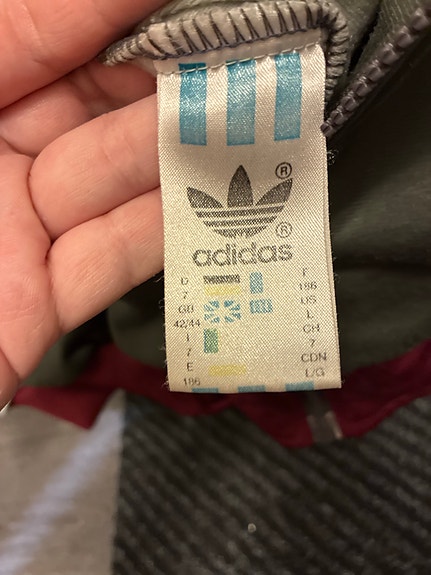 ®
®
adidas
D
7
GB
42/44
I
7
E
186
F
186
US
L
CH
7
CDN
L/G